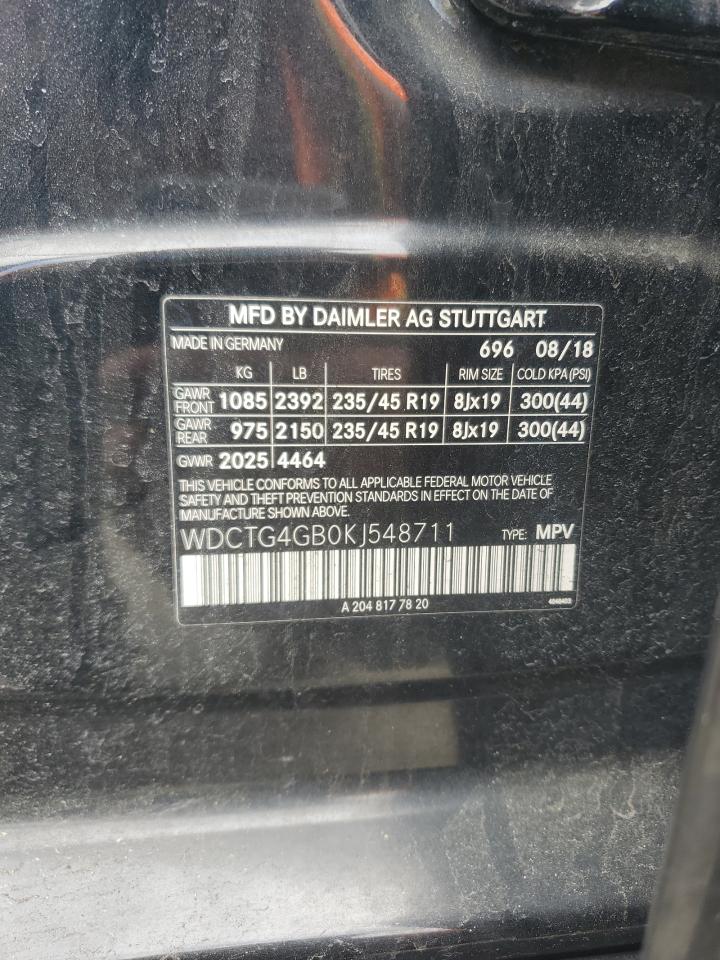 MFD BY DAIMLER AG STUTTGART
MADE IN GERMANY 696 08/18
KG LB TIRES RIM SIZE COLD KPA (PSI)
GAWR FRONT 1085 2392 235/45 R19 8Jx19 300(44)
GAWR REAR 975 2150 235/45 R19 8Jx19 300(44)
GVWR 2025 4464
THIS VEHICLE CONFORMS TO ALL APPLICABLE FEDERAL MOTOR VEHICLE
SAFETY AND THEFT PREVENTION STANDARDS IN EFFECT ON THE DATE OF
MANUFACTURE SHOWN ABOVE.
WDCTG4GB0KJ548711 TYPE: MPV
A 204 817 78 20